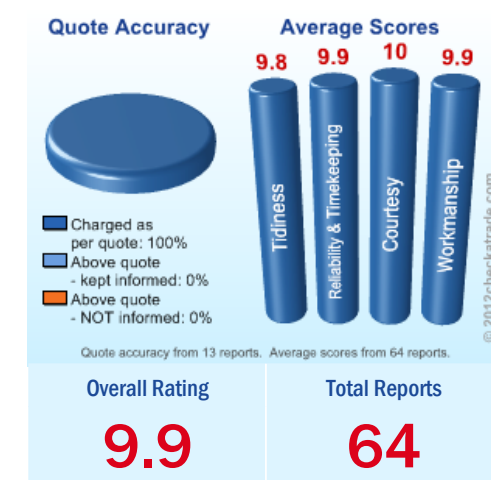 Quote Accuracy
Average Scores
9.8
9.9
10
9.9
Tidiness
Reliability & Timekeeping
Courtesy
Workmanship
Charged as
per quote: 100%
Above quote
- kept informed: 0%
Above quote
- NOT informed: 0%
© 2012checkatrade.com
Quote accuracy from 13 reports. Average scores from 64 reports.
Overall Rating
Total Reports
9.9
64